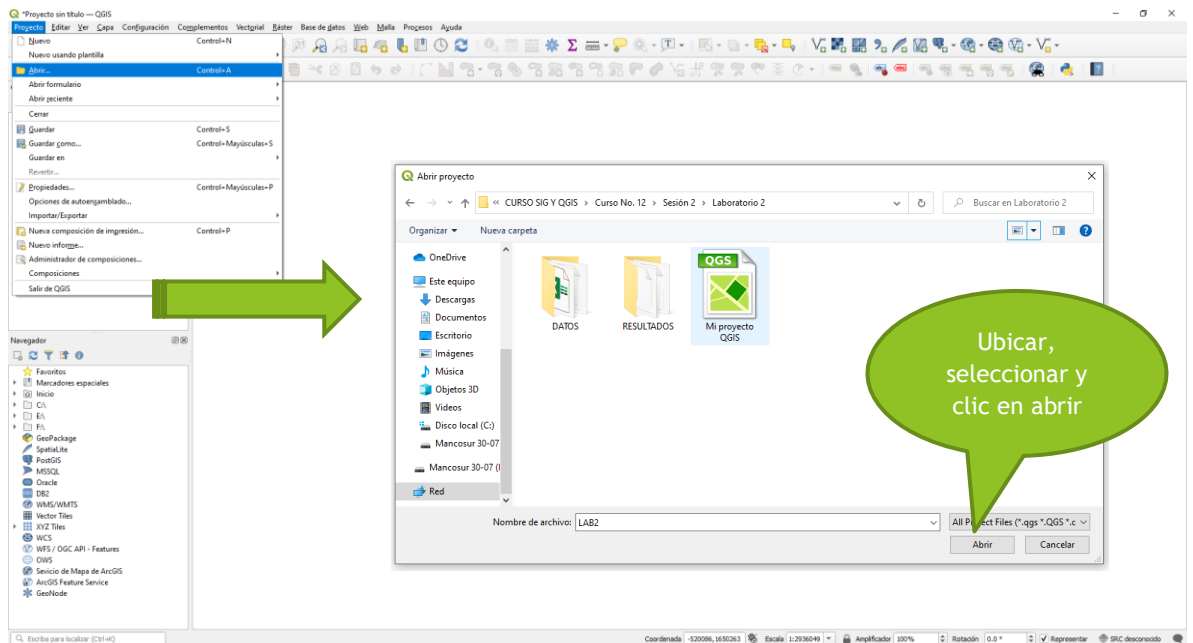 *Proyecto sin título — QGIS
Proyecto Editar Ver Capa Configuración Complementos Vectorial Ráster Base de datos Web Malla Procesos Ayuda
Nuevo Control+N
Nuevo usando plantilla
Abrir... Control+A
Abrir formulario
Abrir reciente
Cerrar
Guardar Control+S
Guardar como... Control+Mayúsculas+S
Guardar en
Revertir...
Propiedades... Control+Mayúsculas+P
Opciones de autoensamblado...
Importar/Exportar
Nueva composición de impresión... Control+P
Nuevo informe...
Administrador de composiciones...
Composiciones
Salir de QGIS
Navegador
Favoritos
Marcadores espaciales
Inicio
C:\
E:\
F:\
GeoPackage
SpatiaLite
PostGIS
MSSQL
Oracle
DB2
WMS/WMTS
Vector Tiles
XYZ Tiles
WCS
WFS / OGC API - Features
OWS
Sevicio de Mapa de ArcGIS
ArcGIS Feature Service
GeoNode
Abrir proyecto
« CURSO SIG Y QGIS › Curso No. 12 › Sesión 2 › Laboratorio 2
Buscar en Laboratorio 2
Organizar Nueva carpeta
OneDrive
Este equipo
Descargas
Documentos
Escritorio
Imágenes
Música
Objetos 3D
Videos
Disco local (C:)
Mancosur 30-07
Mancosur 30-07 (
Red
DATOS
RESULTADOS
QGS
Mi proyecto
QGIS
Nombre de archivo: LAB2
All Project Files (*.qgs *.QGS *.c
Abrir Cancelar
Ubicar,
seleccionar y
clic en abrir
Escriba para localizar (Ctrl+K)
Coordenada -520086,1650263 Escala 1:2936049 Amplificador 100% Rotación 0.0 ° Representar SRC desconocido